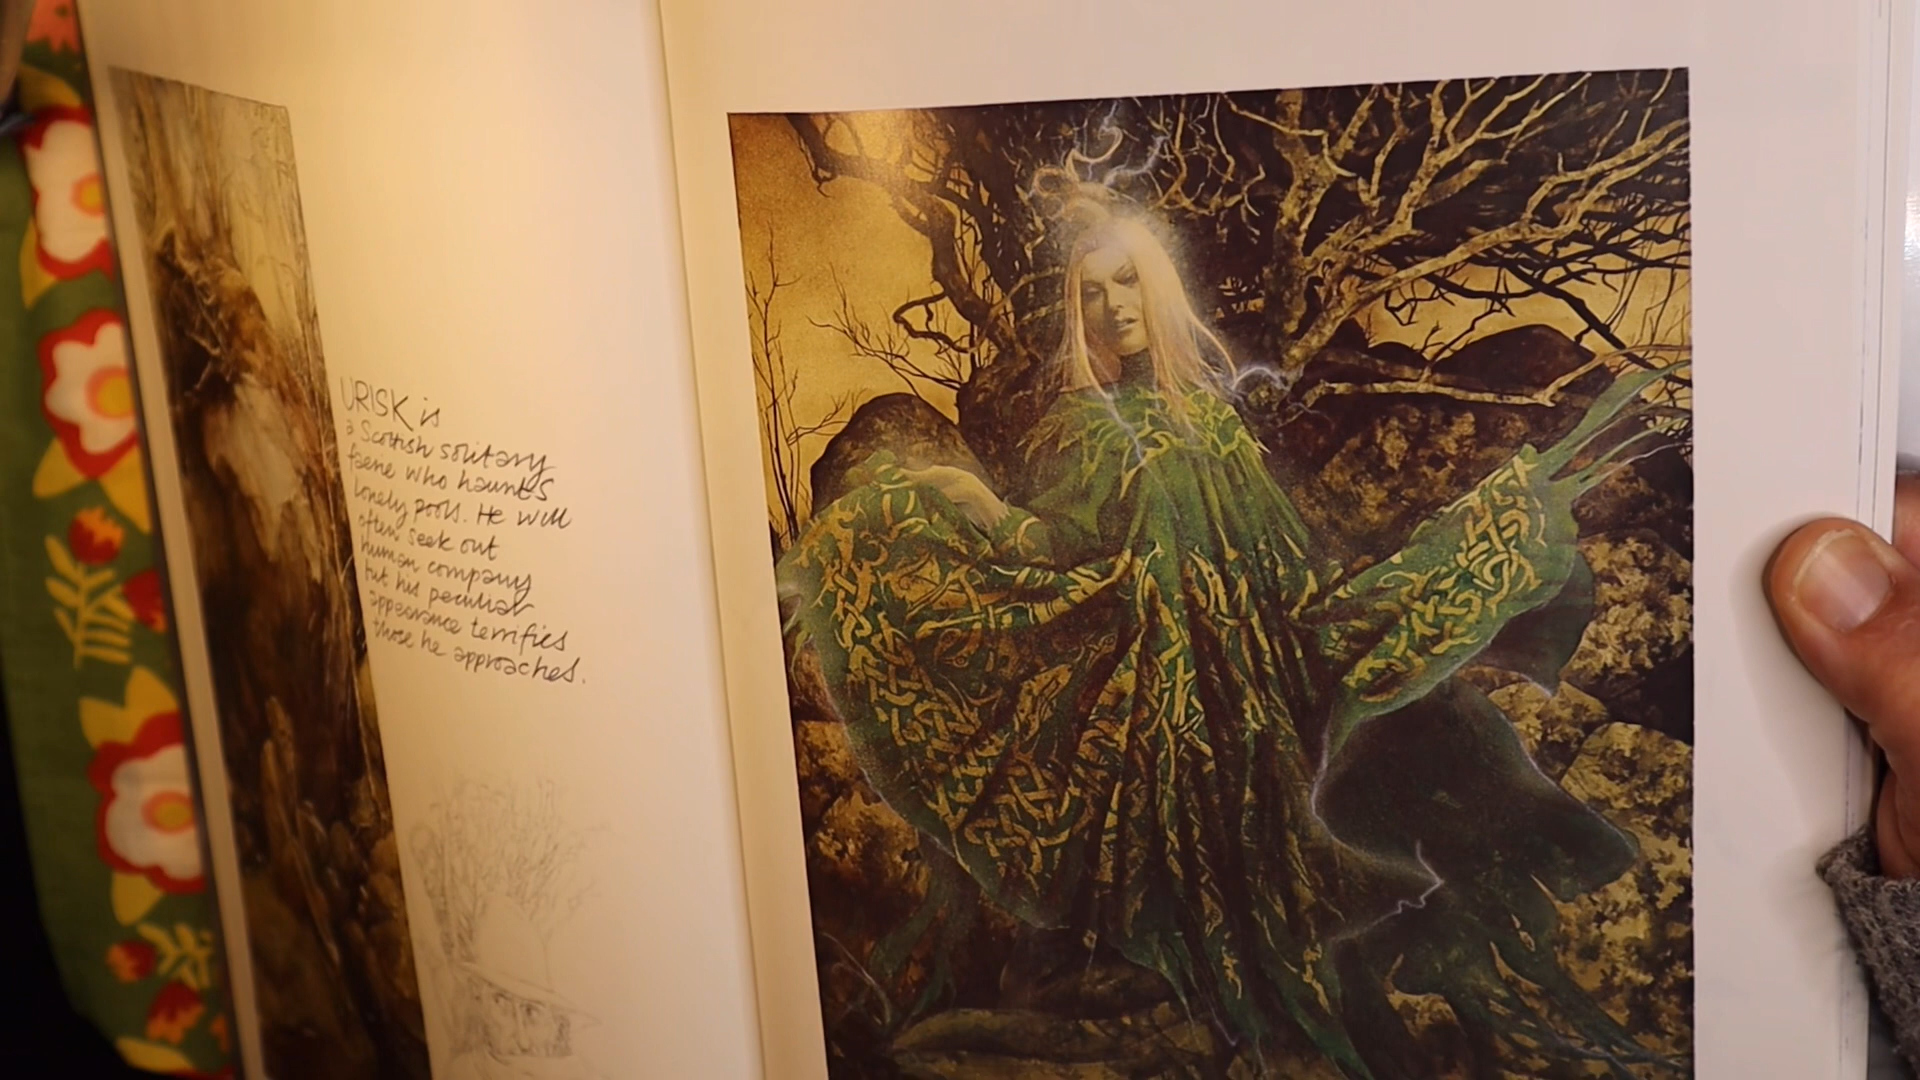 URISK is
a Scottish solitary
faerie who haunts
lonely pools. He will
often seek out
human company
but his peculiar
appearance terrifies
those he approaches.